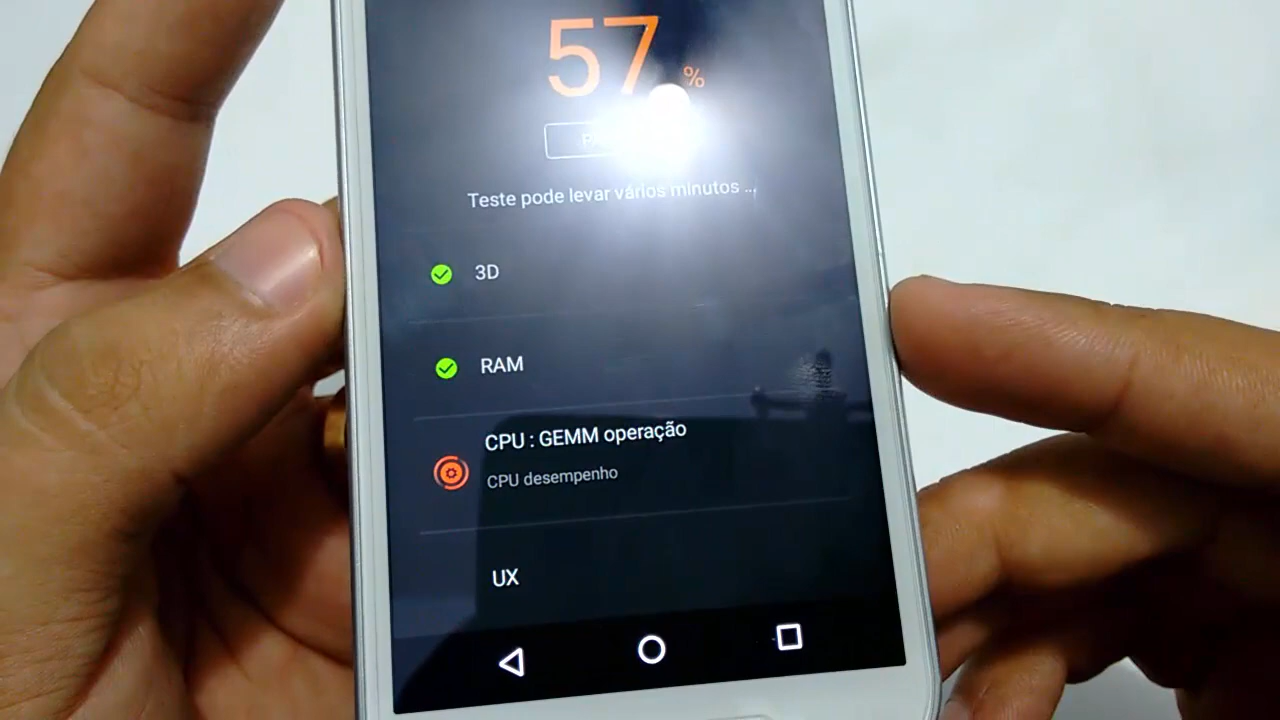 57 %
Teste pode levar vários minutos ...
3D
RAM
CPU : GEMM operação
CPU desempenho
UX